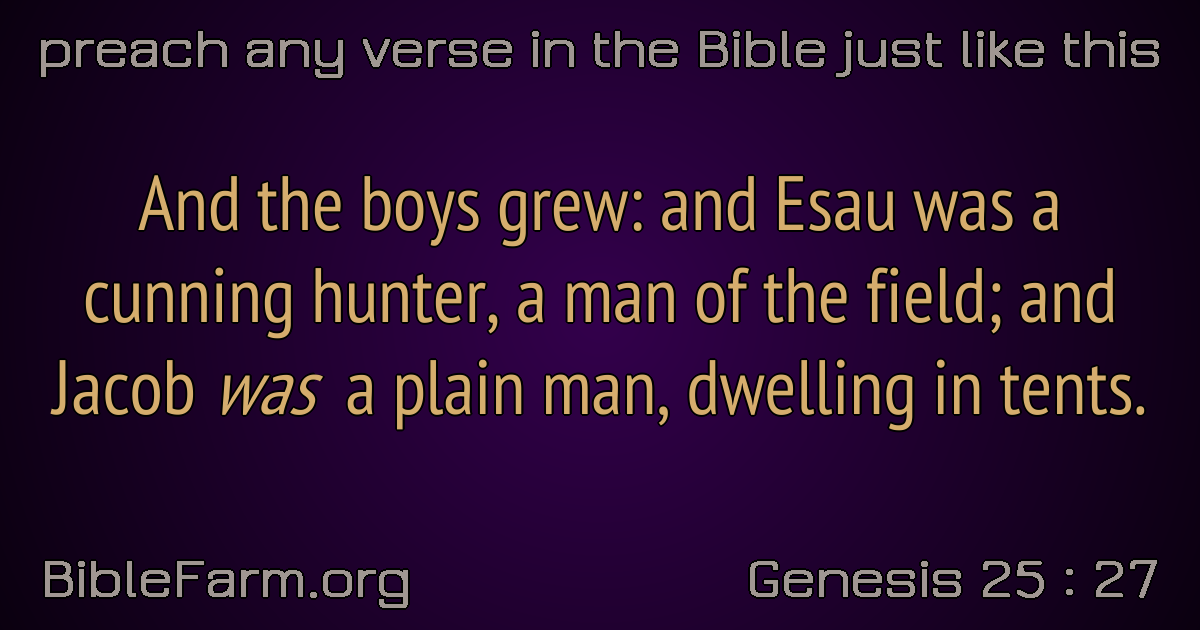 preach any verse in the Bible just like this
And the boys grew: and Esau was a
cunning hunter, a man of the field; and
Jacob was a plain man, dwelling in tents.
BibleFarm.org
Genesis 25 : 27